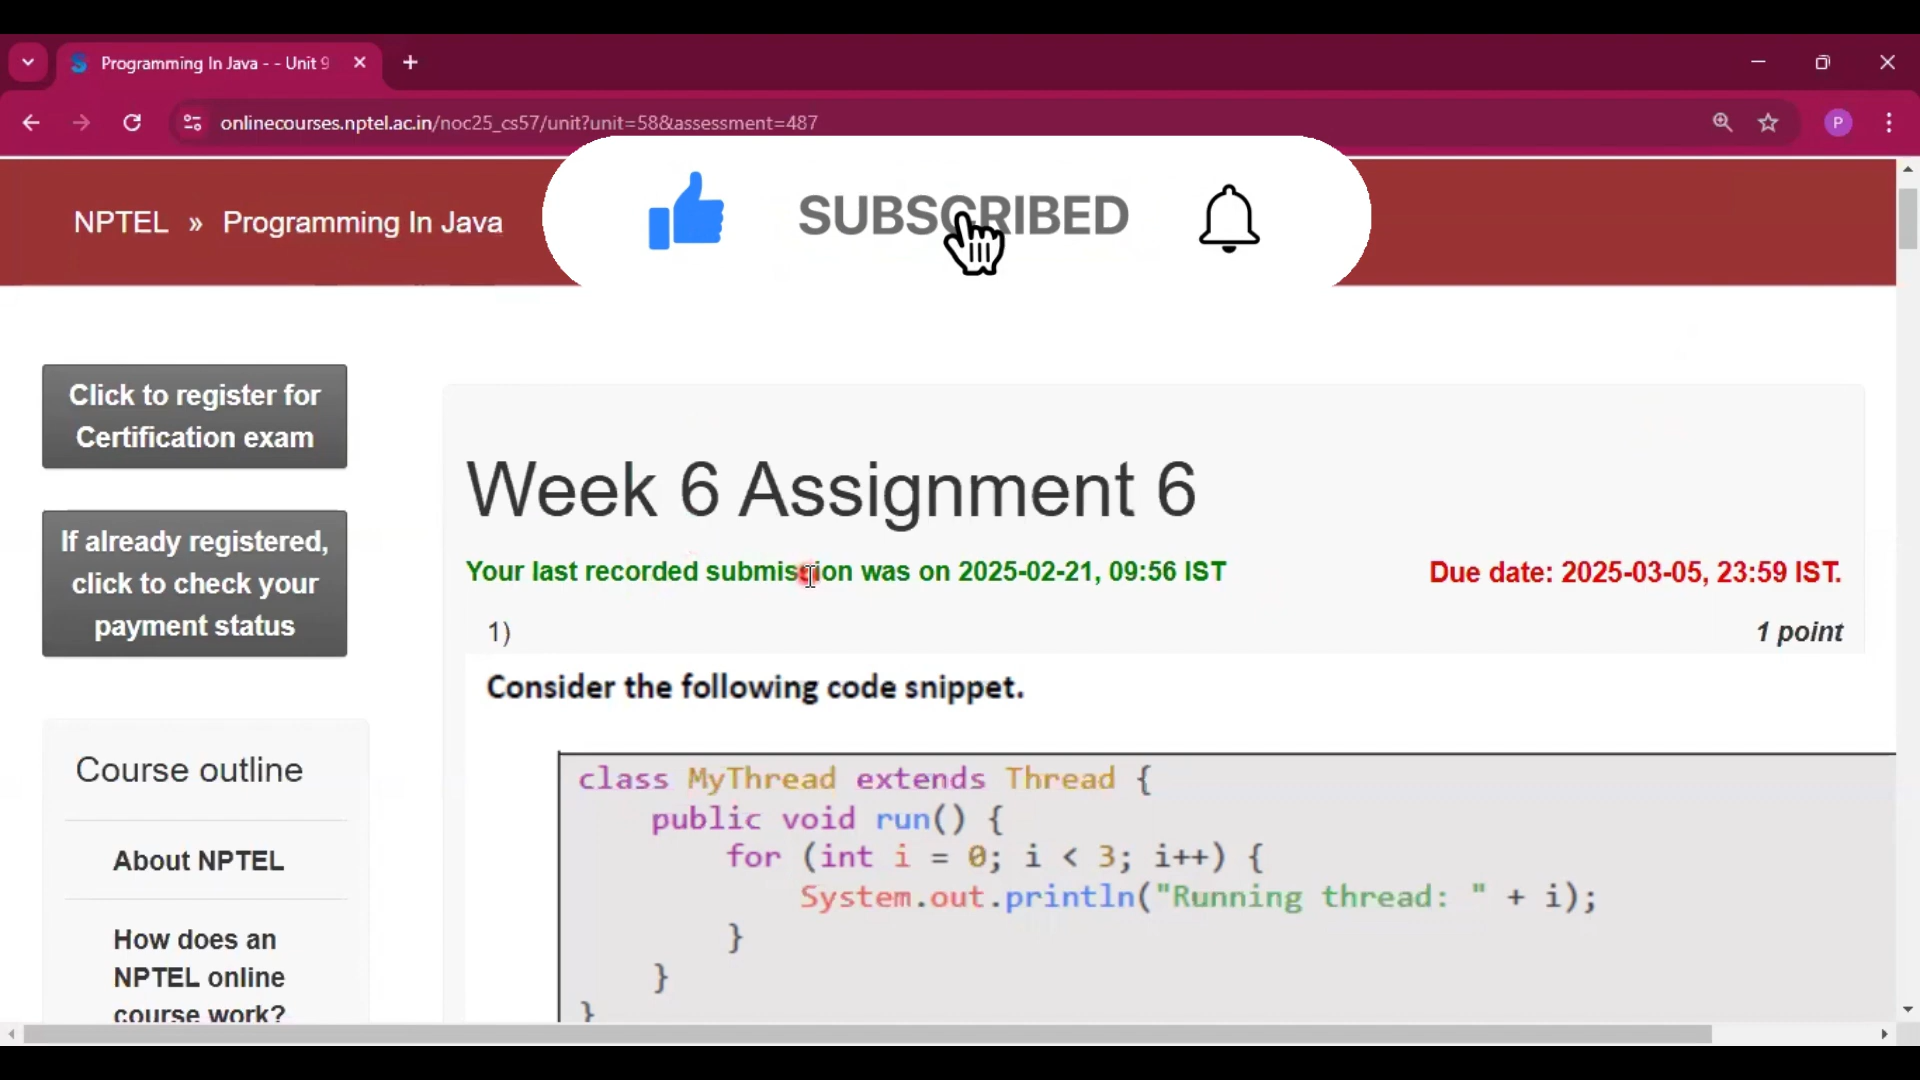 Programming In Java - - Unit 9
onlinecourses.nptel.ac.in/noc25_cs57/unit?unit=58&assessment=487
P
NPTEL » Programming In Java
SUBSCRIBED
Click to register for
Certification exam
If already registered,
click to check your
payment status
Course outline
About NPTEL
How does an
NPTEL online
course work?
Week 6 Assignment 6
Your last recorded submission was on 2025-02-21, 09:56 IST
Due date: 2025-03-05, 23:59 IST.
1)
1 point
Consider the following code snippet.
class MyThread extends Thread {
public void run() {
for (int i = 0; i < 3; i++) {
System.out.println("Running thread: " + i);
}
}
}